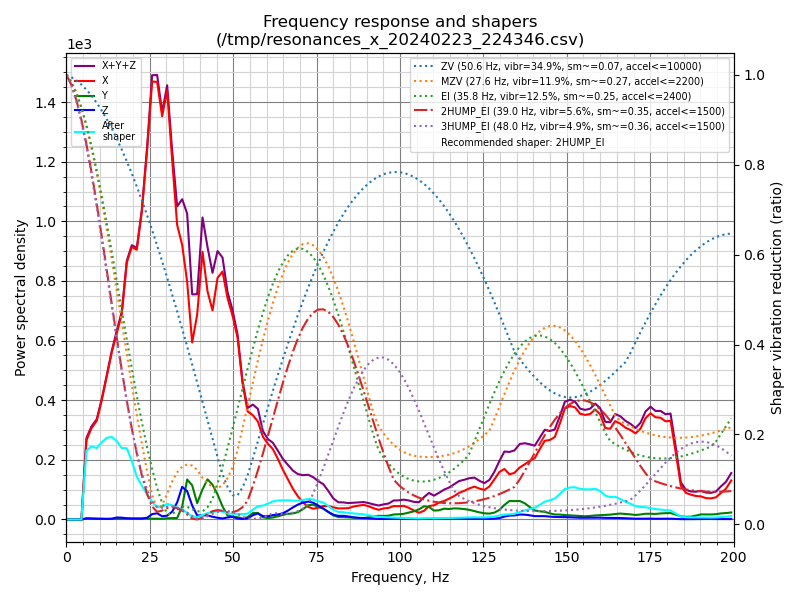 Frequency response and shapers
(/tmp/resonances_x_20240223_224346.csv)
1e3
X+Y+Z
X
Y
Z
After
shaper
ZV (50.6 Hz, vibr=34.9%, sm~=0.07, accel<=10000)
MZV (27.6 Hz, vibr=11.9%, sm~=0.27, accel<=2200)
EI (35.8 Hz, vibr=12.5%, sm~=0.25, accel<=2400)
2HUMP_EI (39.0 Hz, vibr=5.6%, sm~=0.35, accel<=1500)
3HUMP_EI (48.0 Hz, vibr=4.9%, sm~=0.36, accel<=1500)
Recommended shaper: 2HUMP_EI
Power spectral density
1.4
1.2
1.0
0.8
0.6
0.4
0.2
0.0
1.0
0.8
0.6
0.4
0.2
0.0
Shaper vibration reduction (ratio)
0 25 50 75 100 125 150 175 200
Frequency, Hz